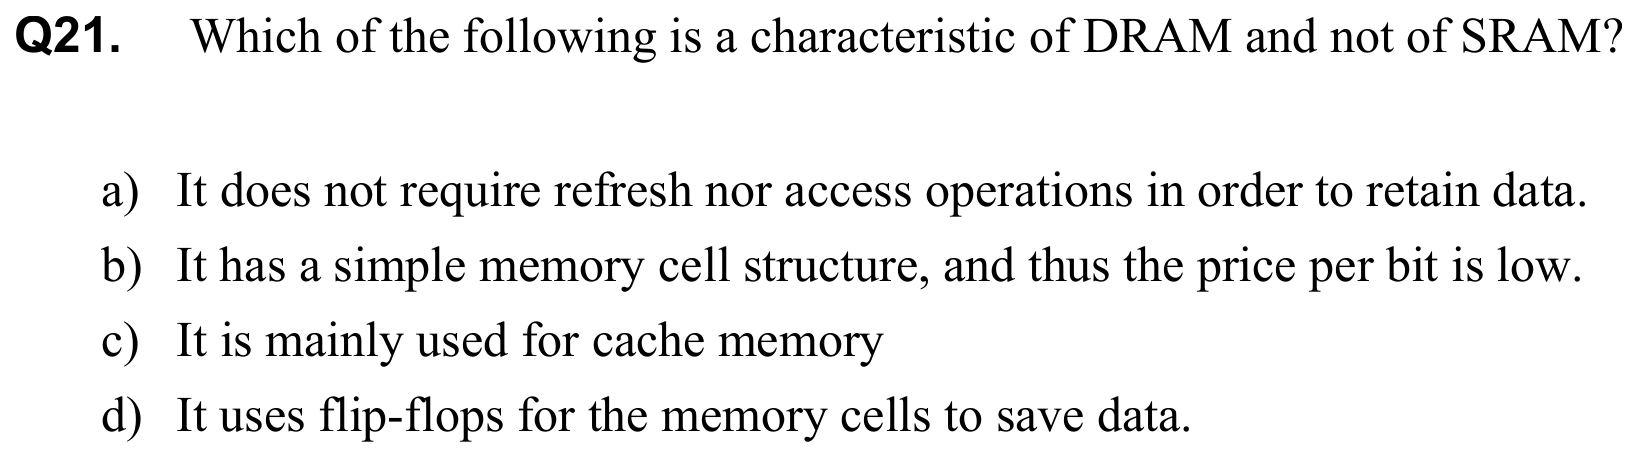 Q21. Which of the following is a characteristic of DRAM and not of SRAM?
a) It does not require refresh nor access operations in order to retain data.
b) It has a simple memory cell structure, and thus the price per bit is low.
c) It is mainly used for cache memory
d) It uses flip-flops for the memory cells to save data.